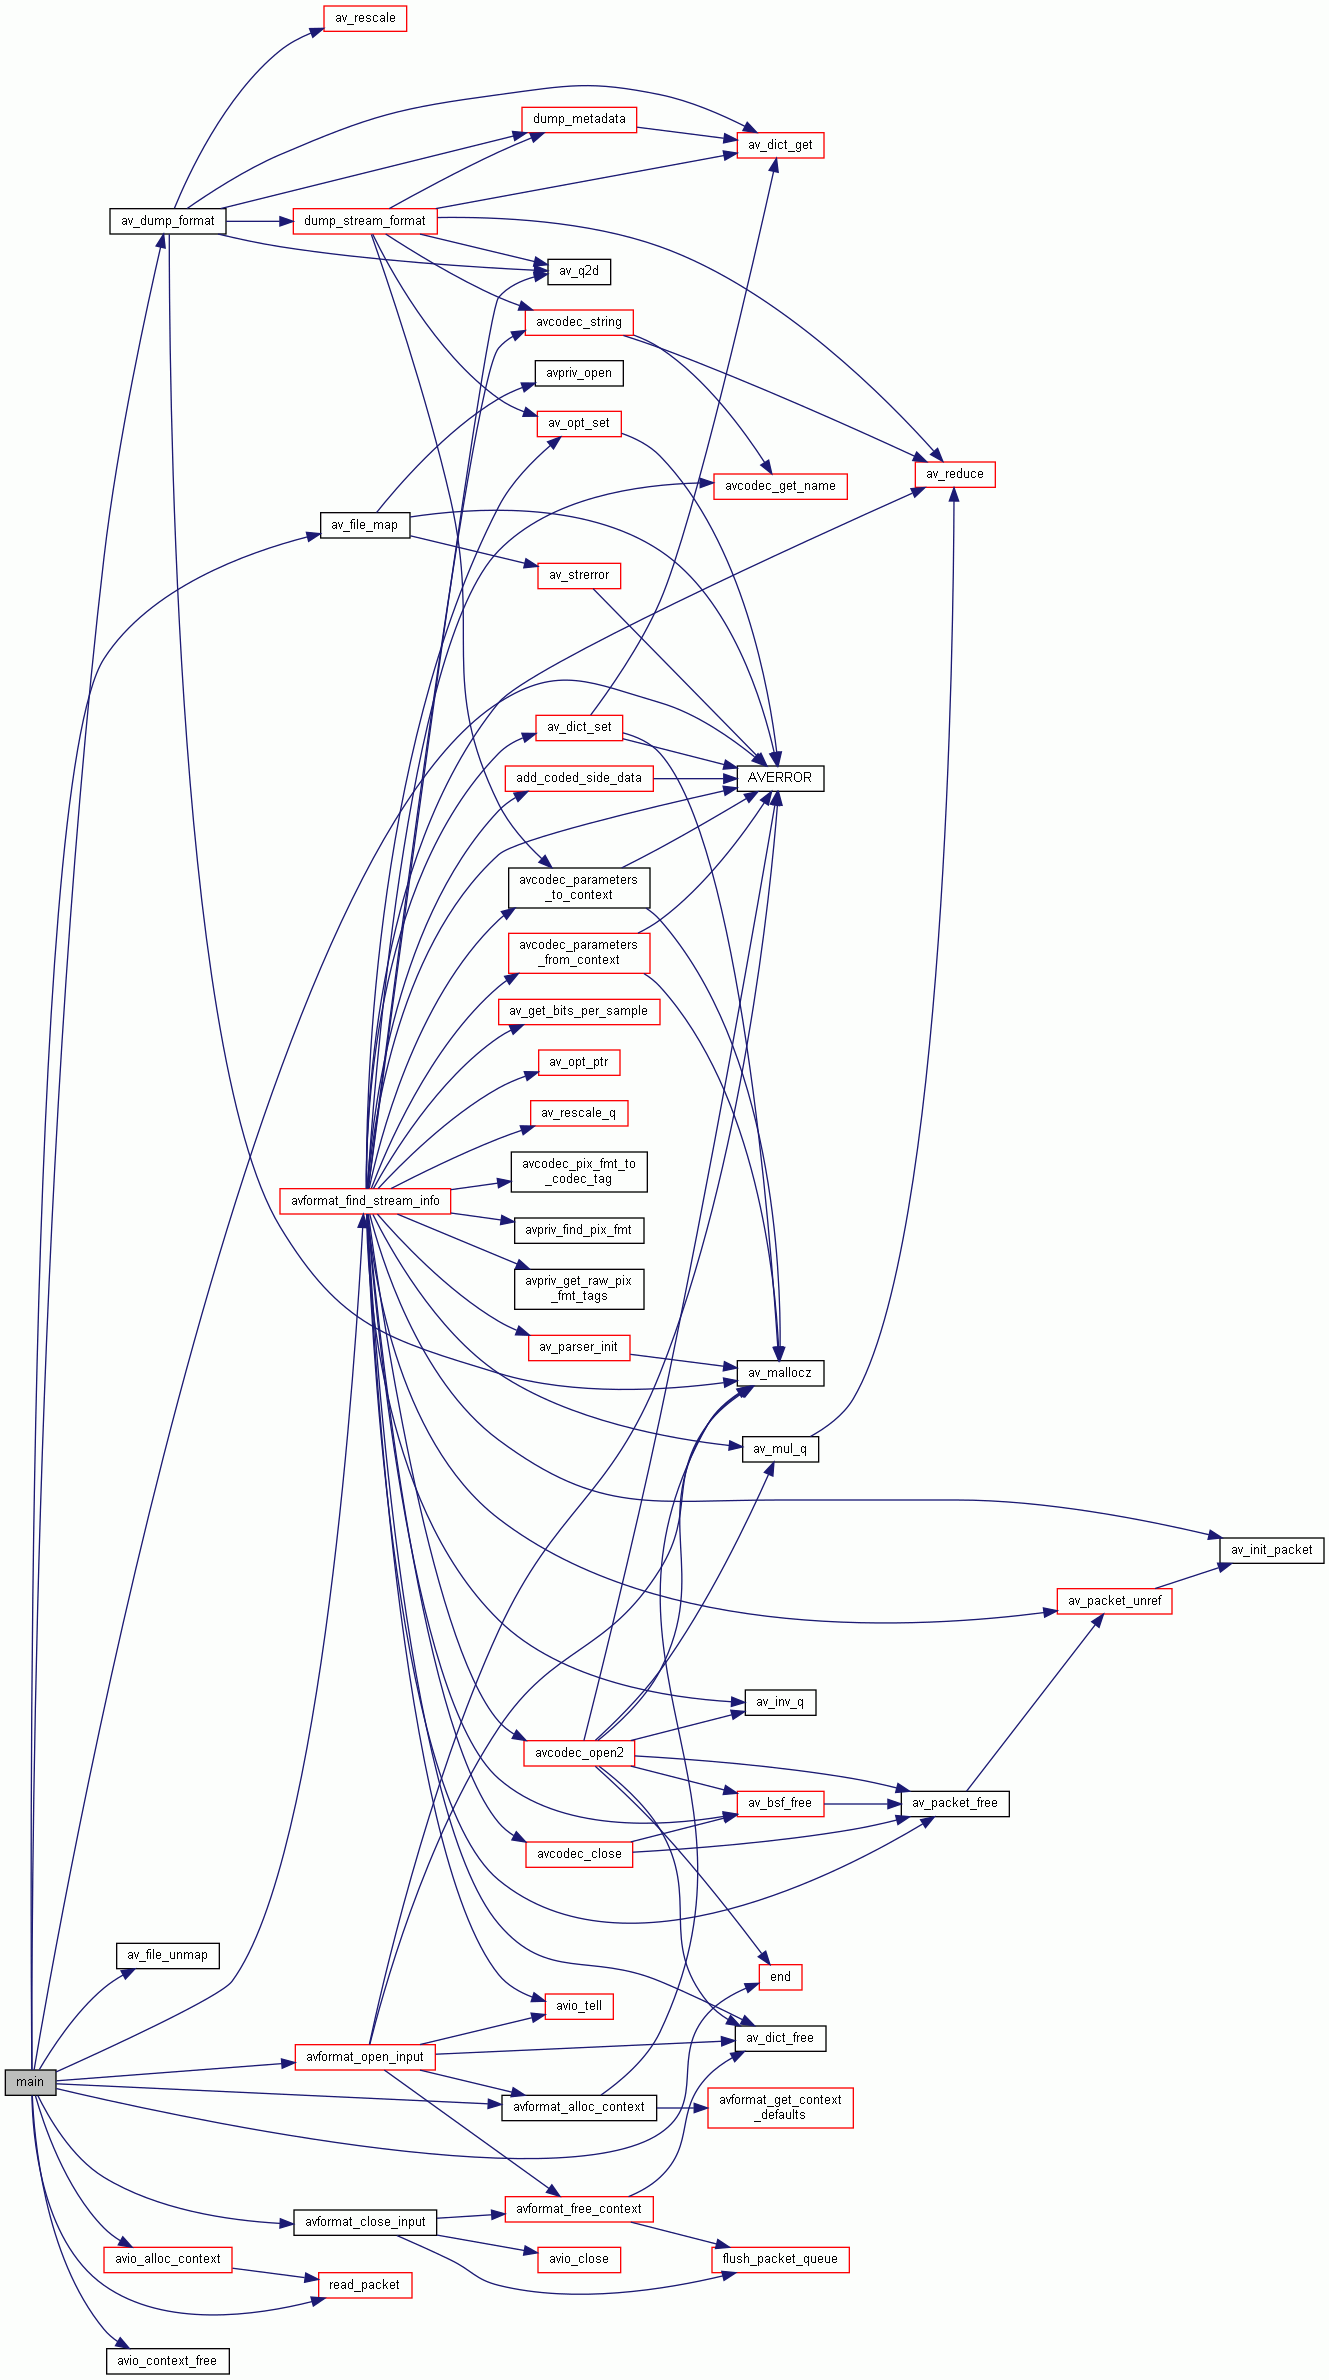 av_rescale
dump_metadata
av_dict_get
av_dump_format
dump_stream_format
av_q2d
avcodec_string
avpriv_open
av_opt_set
av_reduce
avcodec_get_name
av_file_map
av_strerror
av_dict_set
add_coded_side_data
AVERROR
avcodec_parameters
_to_context
avcodec_parameters
_from_context
av_get_bits_per_sample
av_opt_ptr
av_rescale_q
avcodec_pix_fmt_to
_codec_tag
avformat_find_stream_info
avpriv_find_pix_fmt
avpriv_get_raw_pix
_fmt_tags
av_parser_init
av_mallocz
av_mul_q
av_init_packet
av_packet_unref
av_inv_q
avcodec_open2
av_bsf_free
av_packet_free
avcodec_close
av_file_unmap
end
avio_tell
av_dict_free
avformat_open_input
main
avformat_alloc_context
avformat_get_context
_defaults
avformat_free_context
avformat_close_input
avio_alloc_context
avio_close
flush_packet_queue
read_packet
avio_context_free